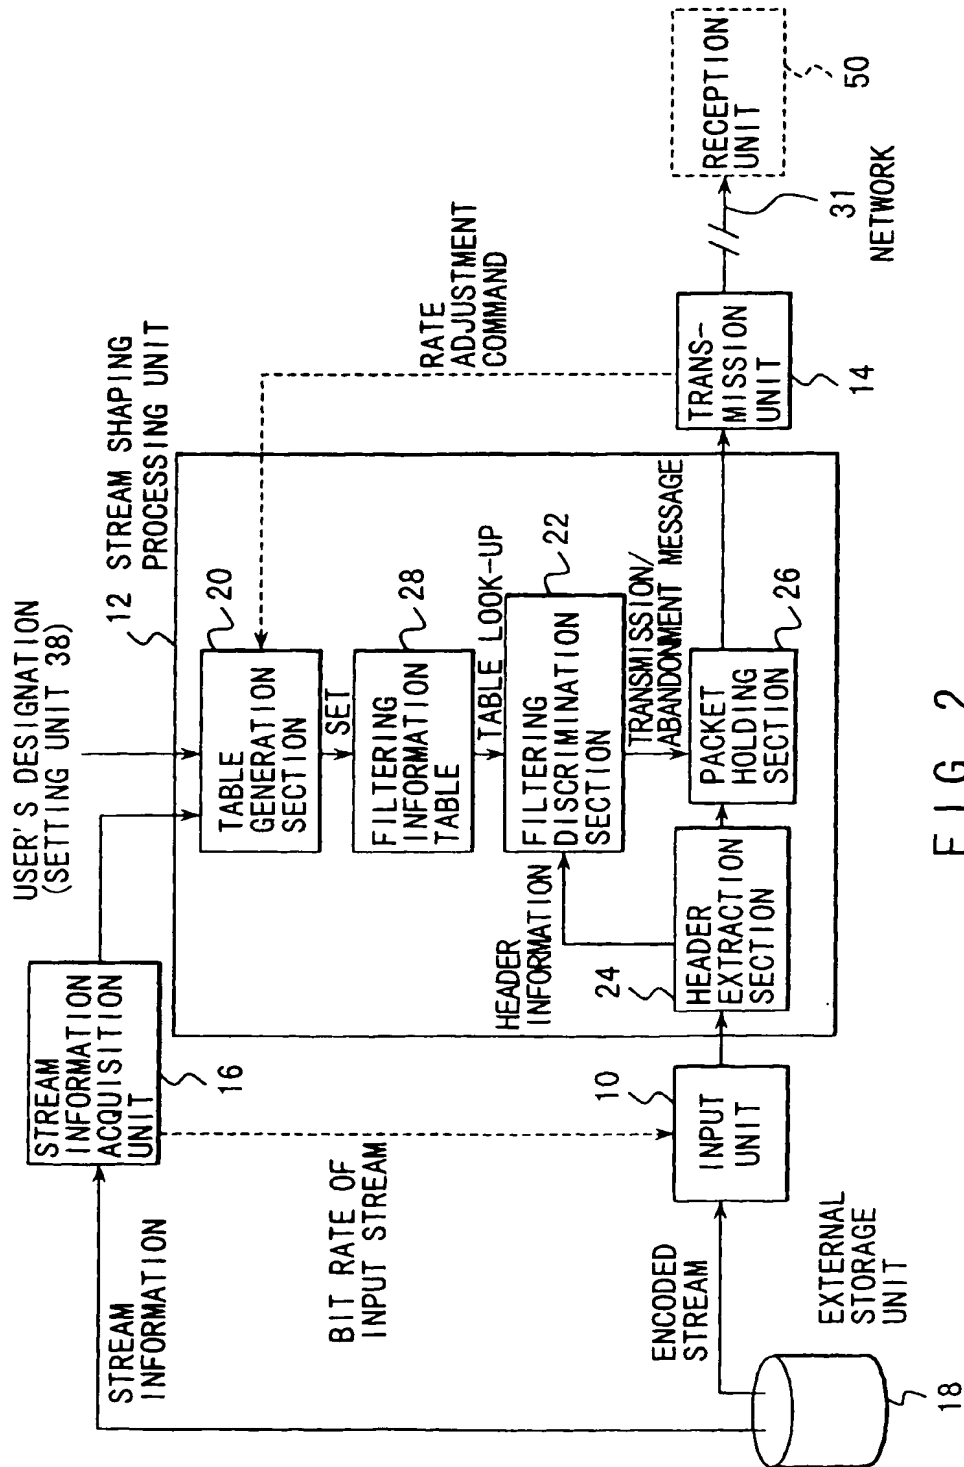 USER'S DESIGNATION
(SETTING UNIT 38)
12 STREAM SHAPING
PROCESSING UNIT
STREAM
INFORMATION
ACQUISITION
UNIT
16
STREAM
INFORMATION
BIT RATE OF
INPUT STREAM
TABLE
GENERATION
SECTION
20
SET
FILTERING
INFORMATION
TABLE
28
TABLE LOOK-UP
FILTERING
DISCRIMINATION
SECTION
22
HEADER
INFORMATION
TRANSMISSION/
ABANDONMENT MESSAGE
RATE
ADJUSTMENT
COMMAND
ENCODED
STREAM
INPUT
UNIT
10
HEADER
EXTRACTION
SECTION
24
PACKET
HOLDING
SECTION
26
TRANS-
MISSION
UNIT
14
RECEPTION
UNIT
50
31
NETWORK
EXTERNAL
STORAGE
UNIT
18
FIG. 2